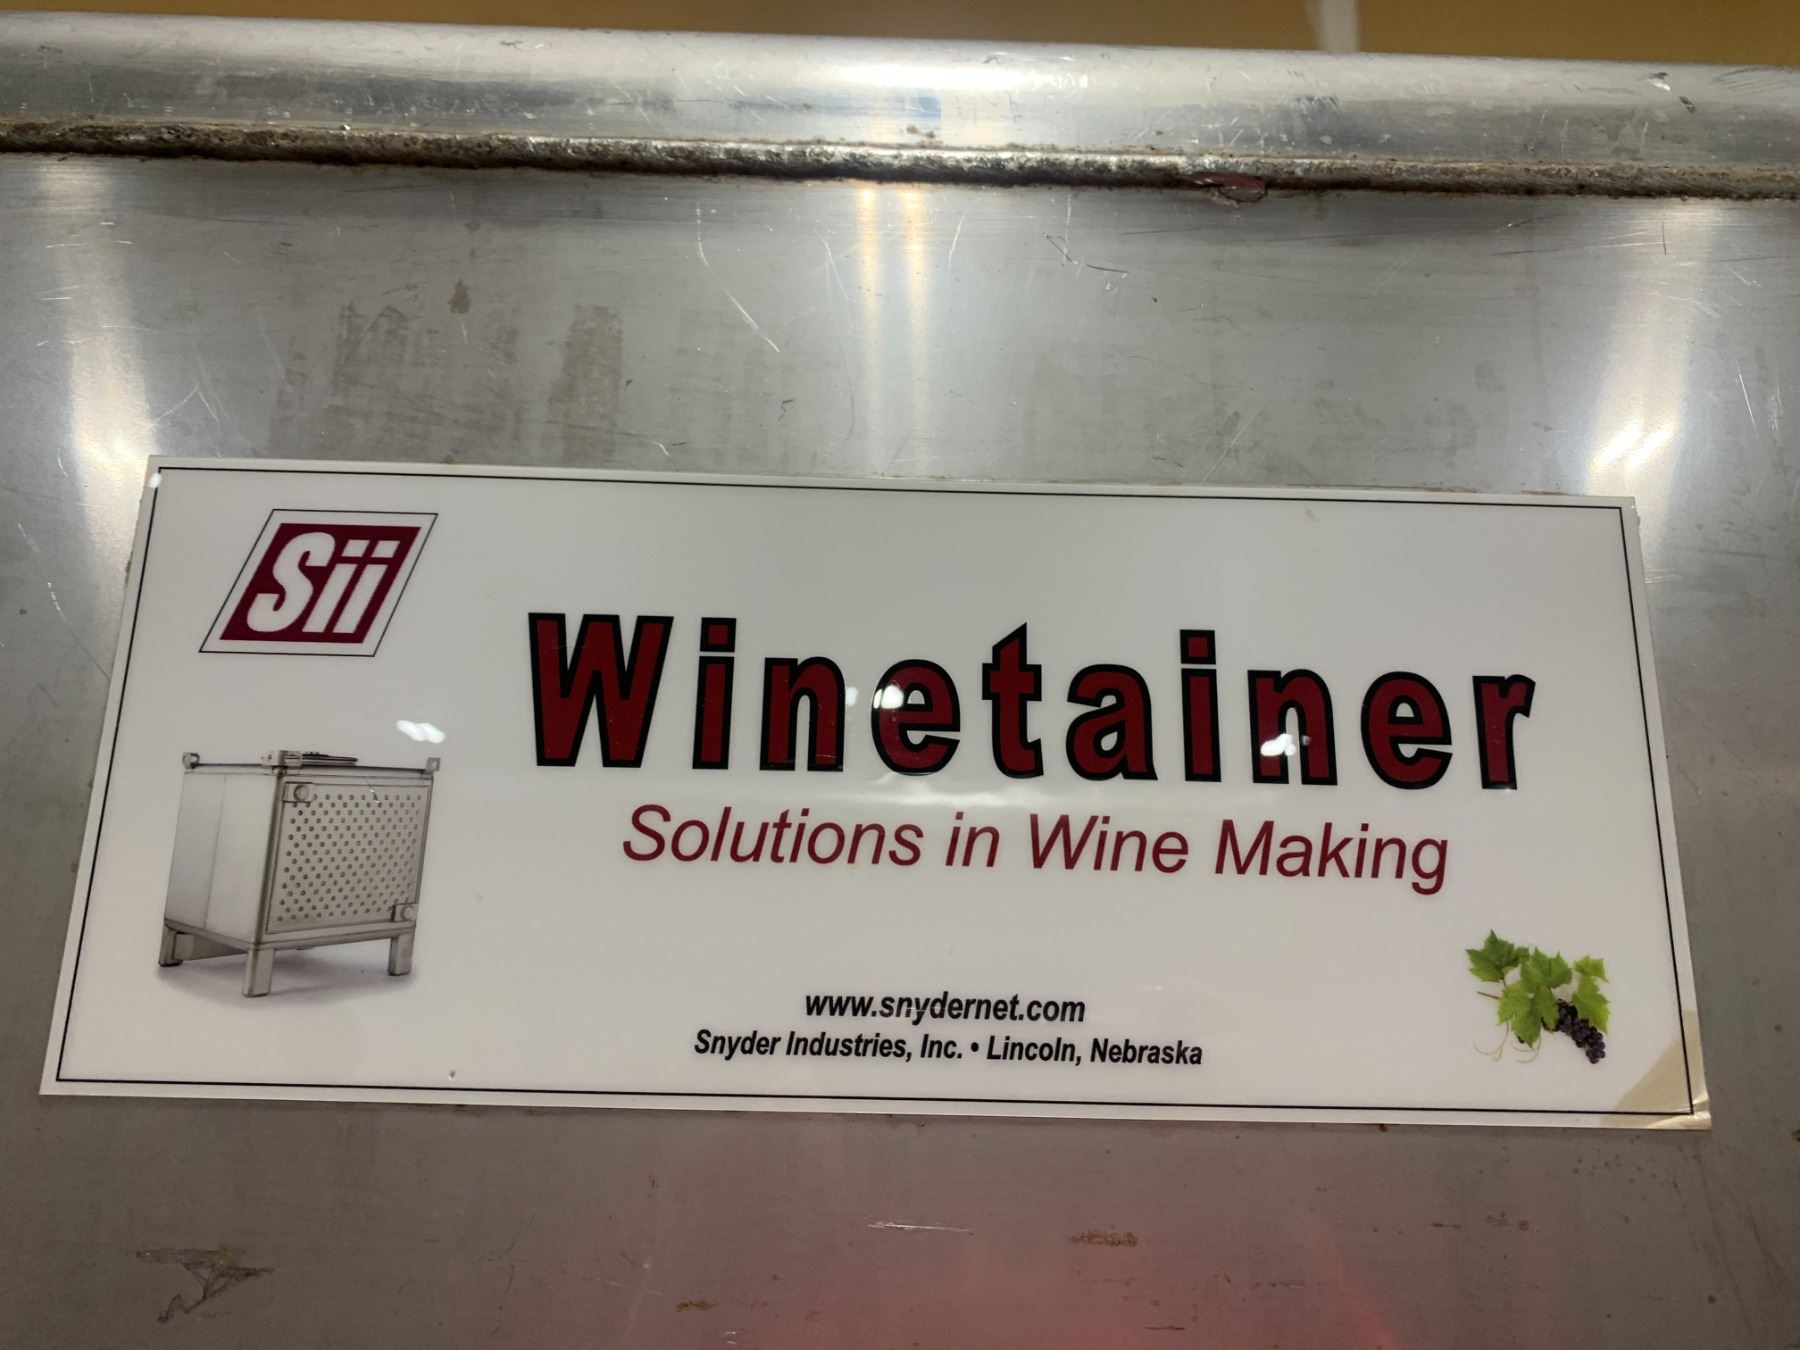 Sii
Winetainer
Solutions in Wine Making
www.snydernet.com
Snyder Industries, Inc. • Lincoln, Nebraska